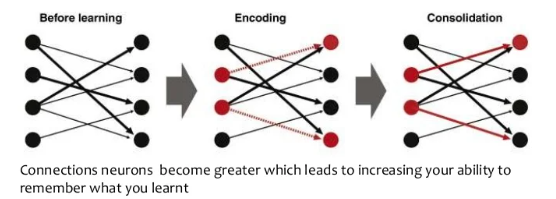 Before learning
Encoding
Consolidation
Connections neurons become greater which leads to increasing your ability to
remember what you learnt